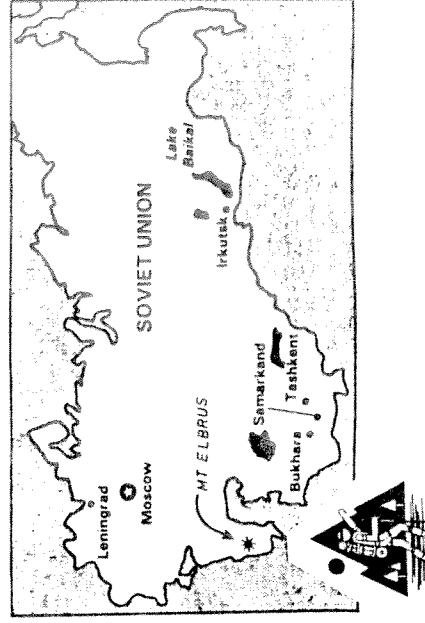 Leningrad
Moscow
MT ELBRUS
SOVIET UNION
Lake
Baikal
Irkutsk
Samarkand
Tashkent
Bukhara